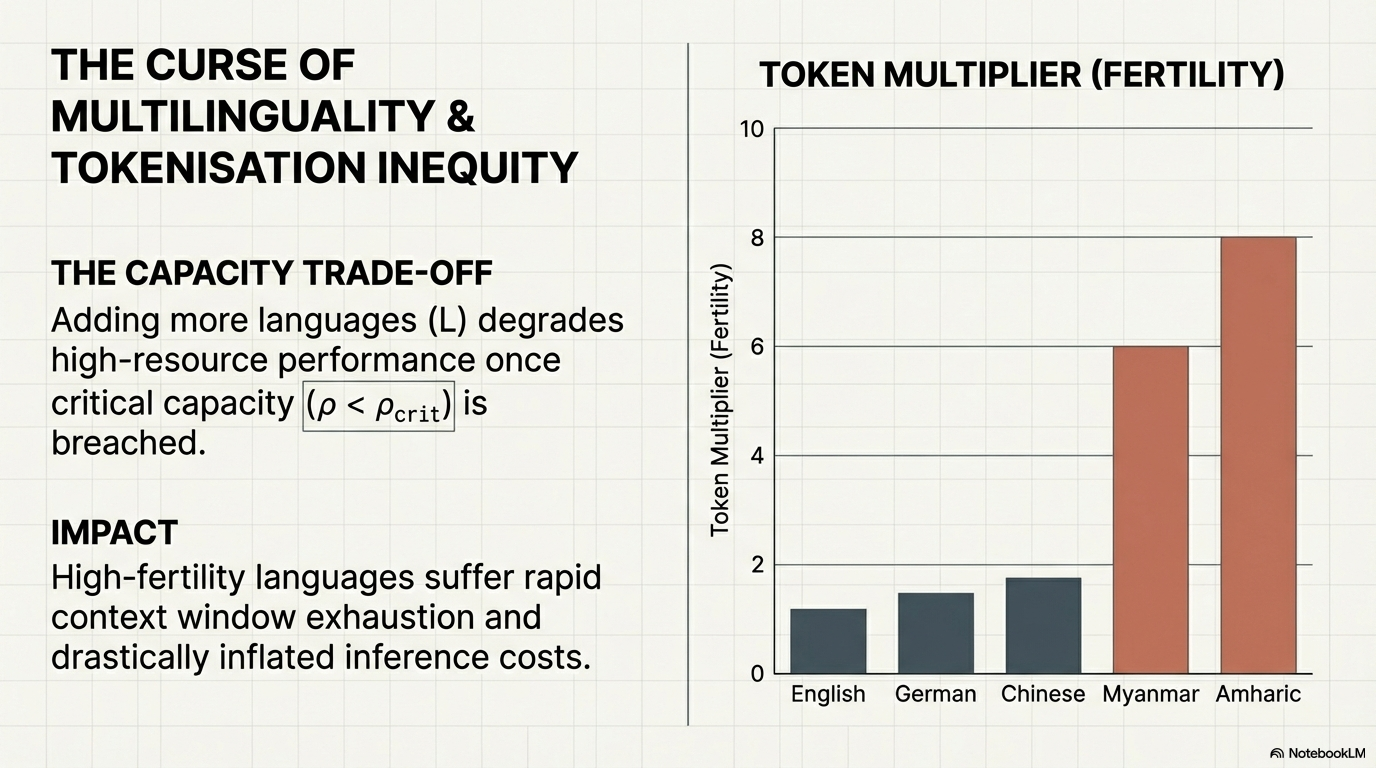 THE CURSE OF
MULTILINGUALITY &
TOKENISATION INEQUITY
THE CAPACITY TRADE-OFF
Adding more languages (L) degrades
high-resource performance once
critical capacity (ρ < ρcrit) is
breached.
IMPACT
High-fertility languages suffer rapid
context window exhaustion and
drastically inflated inference costs.
TOKEN MULTIPLIER (FERTILITY)
Token Multiplier (Fertility)
10
8
6
4
2
0
English German Chinese Myanmar Amharic
NotebookLM